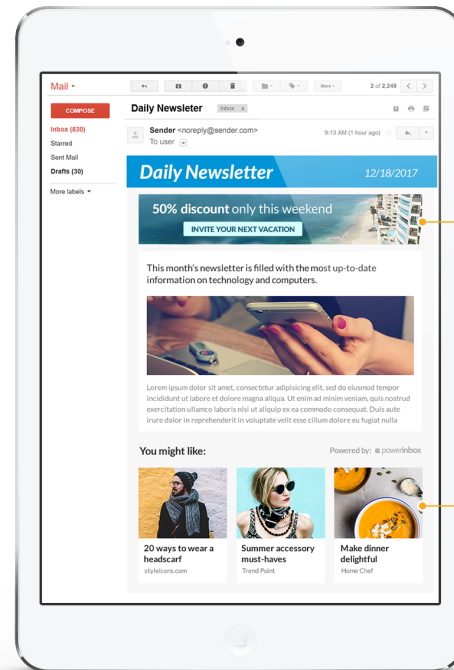 Mail
More
2 of 2,249
COMPOSE
Daily Newsleter
Inbox x
Inbox (830)
Starred
Sent Mail
Drafts (30)
More labels
Sender <noreply@sender.com>
To user
9:13 AM (1 hour ago)
Daily Newsletter
12/18/2017
50% discount only this weekend
INVITE YOUR NEXT VACATION
This month's newsletter is filled with the most up-to-date
information on technology and computers.
Lorem ipsum dolor sit amet, consectetur adipisicing elit, sed do eiusmod tempor
incididunt ut labore et dolore magna aliqua. Ut enim ad minim veniam, quis nostrud
exercitation ullamco laboris nisi ut aliquip ex ea commodo consequat. Duis aute
irure dolor in reprehenderit in voluptate velit esse cillum dolore eu fugiat nulla
You might like:
Powered by: powerinbox
20 ways to wear a
headscarf
styleicons.com
Summer accessory
must-haves
Trend Point
Make dinner
delightful
Home Chef